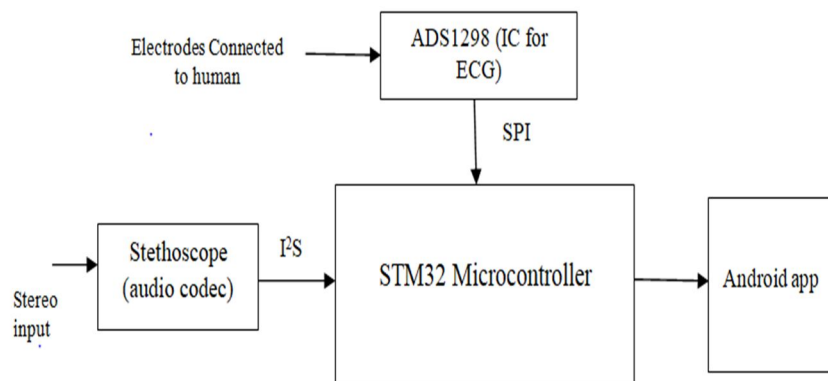 Electrodes Connected
to human
ADS1298 (IC for
ECG)
SPI
Stethoscope
(audio codec)
I²S
Stereo
input
STM32 Microcontroller
Android app